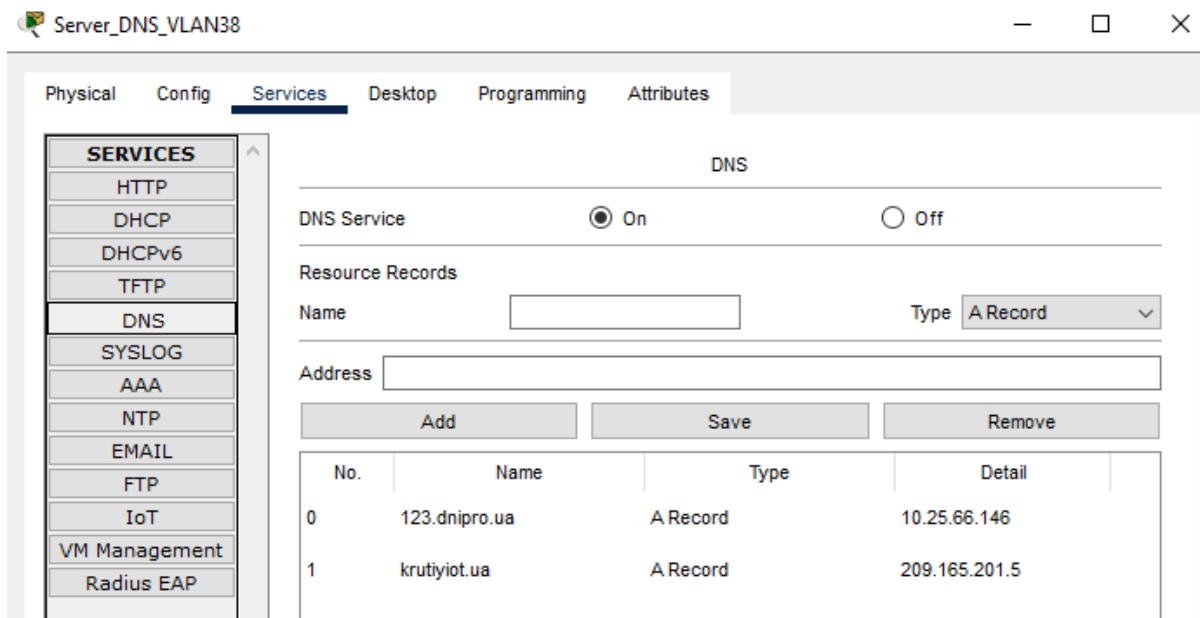 Server_DNS_VLAN38
Physical Config Services Desktop Programming Attributes
SERVICES
HTTP
DHCP
DHCPv6
TFTP
DNS
SYSLOG
AAA
NTP
EMAIL
FTP
IoT
VM Management
Radius EAP
DNS
DNS Service On Off
Resource Records
Name Type A Record
Address
Add Save Remove
No. Name Type Detail
0 123.dnipro.ua A Record 10.25.66.146
1 krutiyiot.ua A Record 209.165.201.5